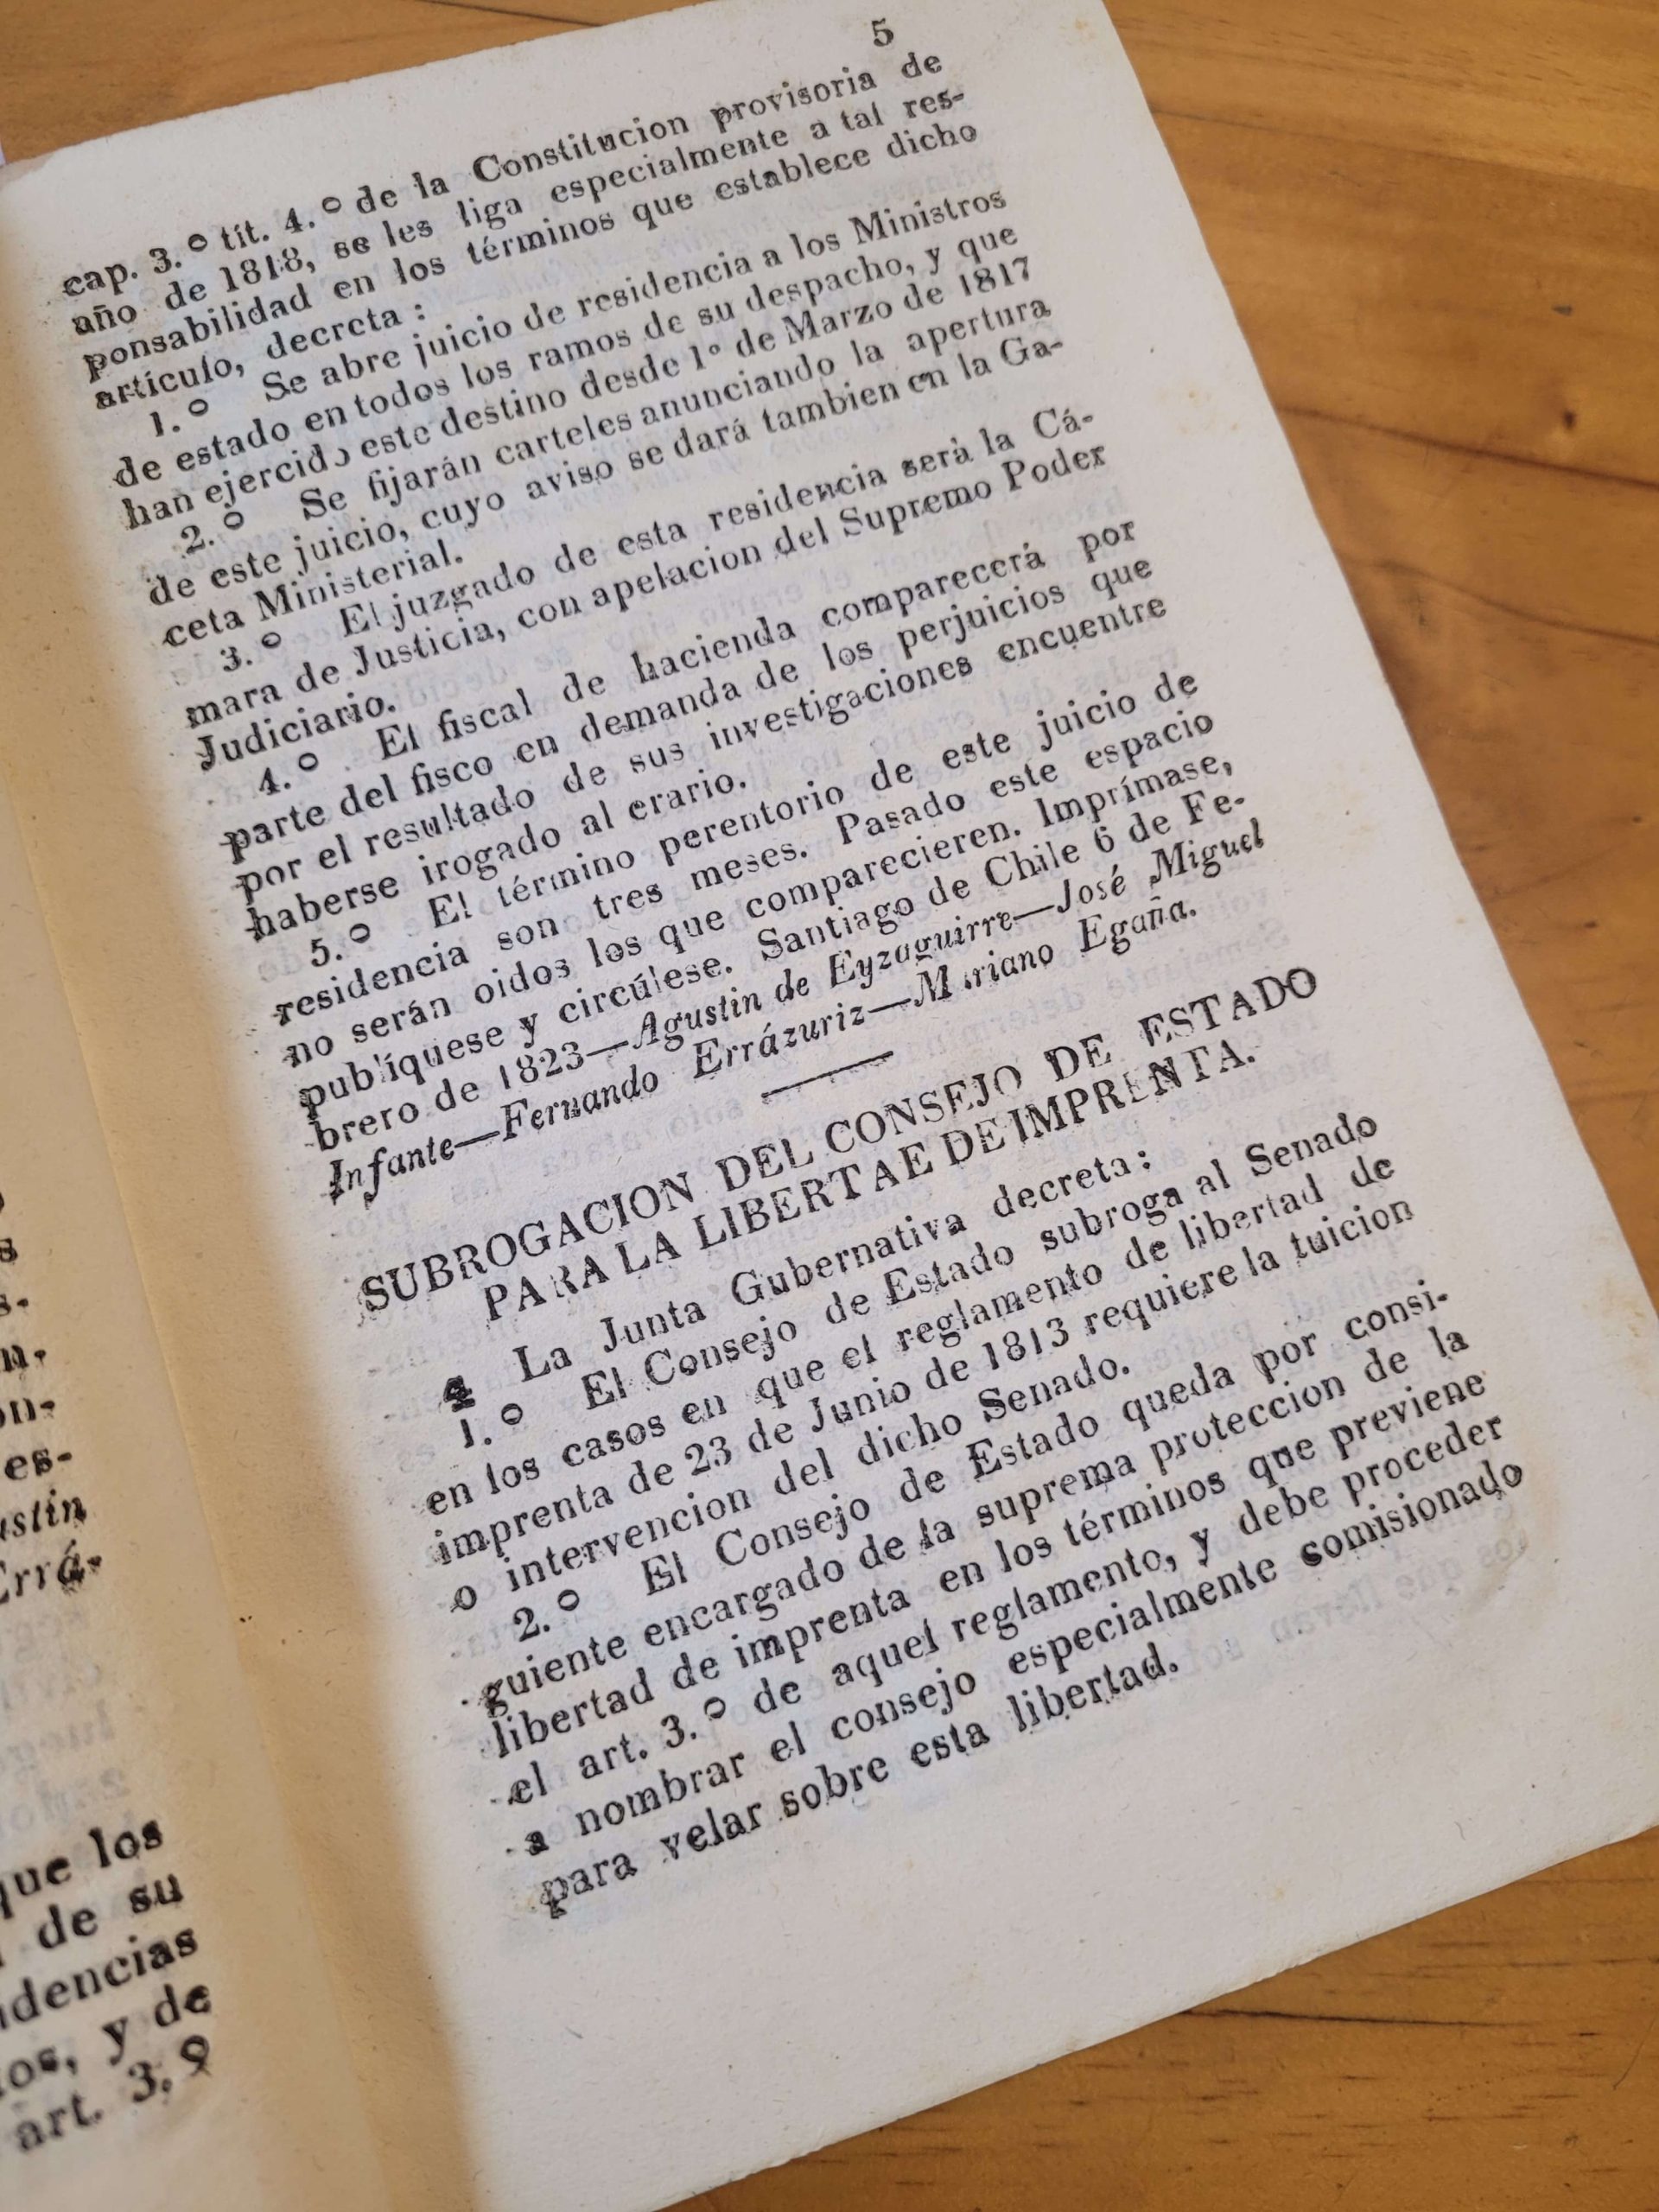 s
s.
n,
on-
es-
ustin
Errá-
que los
de su
dencias
os, y de
art. 3.º
5
cap. 3.º tít. 4.º de la Constitucion provisoria de
año de 1818, se les liga especialmente a tal res-
ponsabilidad en los términos que establece dicho
artículo, decreta :
1.º Se abre juicio de residencia a los Ministros
de estado en todos los ramos de su despacho, y que
han ejercido este destino desde 1º de Marzo de 1817
2.º Se fijarán carteles anunciando la apertura
de este juicio, cuyo aviso se dará tambien en la Ga-
ceta Ministerial.
3.º El juzgado de esta residencia será la Cá-
mara de Justicia, con apelacion del Supremo Poder
Judiciario.
4.º El fiscal de hacienda comparecerá por
parte del fisco en demanda de los perjuicios que
por el resultado de sus investigaciones encuentre
haberse irogado al erario.
5.º El término perentorio de este juicio de
residencia son tres meses. Pasado este espacio
no serán oidos los que comparecieren. Imprímase,
publíquese y circúlese. Santiago de Chile 6 de Fe-
brero de 1823—Agustin de Eyzaguirre—José Miguel
Infante—Fernando Errázuriz—Mariano Egaña.
SUBROGACION DEL CONSEJO DE ESTADO
PARA LA LIBERTAE DE IMPRENTA.
La Junta Gubernativa decreta:
1.º El Consejo de Estado subroga al Senado
en los casos en que el reglamento de libertad de
imprenta de 23 de Junio de 1813 requiere la tuicion
o intervencion del dicho Senado.
2.º El Consejo de Estado queda por consi-
guiente encargado de la suprema proteccion de la
libertad de imprenta en los términos que previene
el art. 3.º de aquel reglamento, y debe proceder
a nombrar el consejo especialmente comisionado
para velar sobre esta libertad.